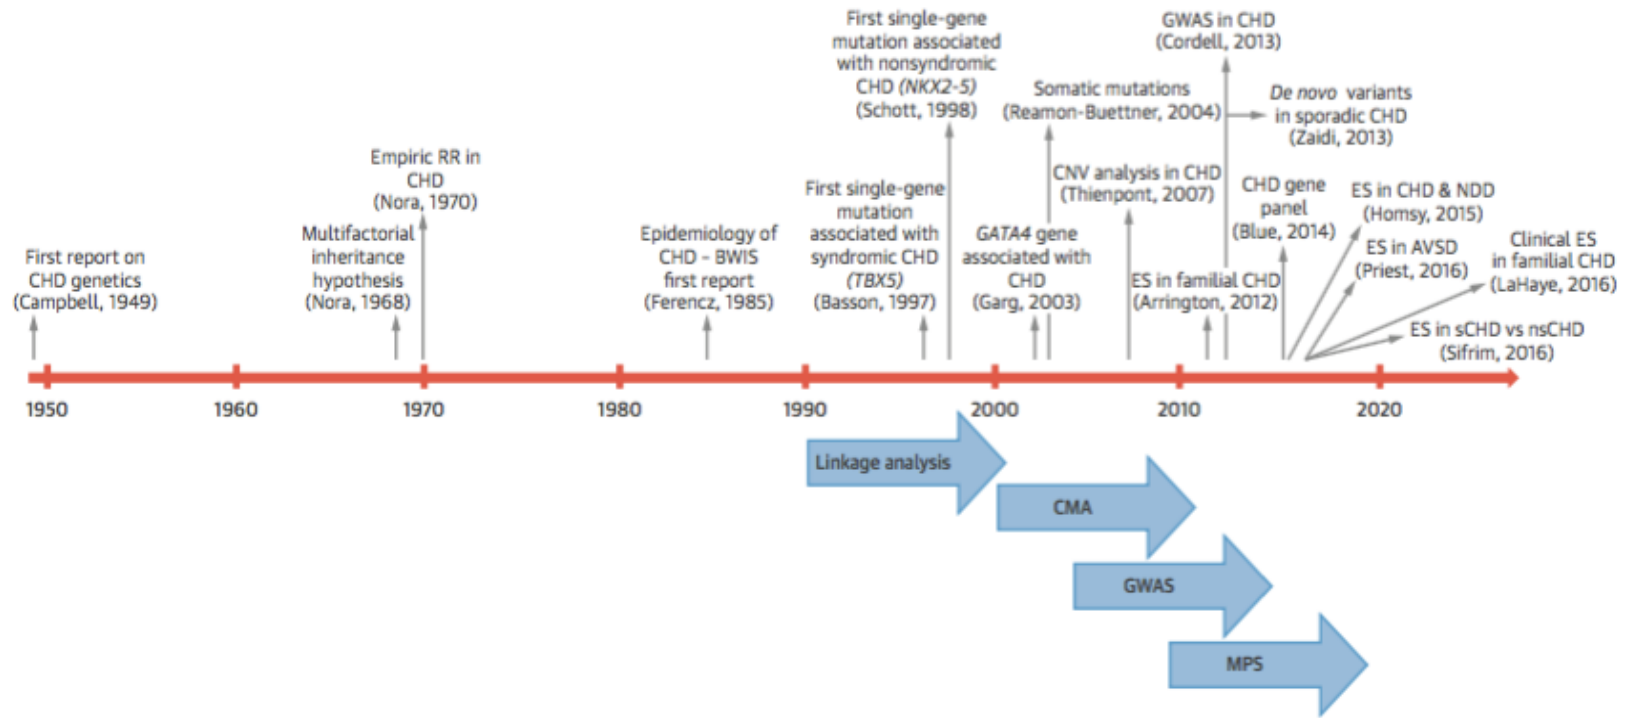 First report on
CHD genetics
(Campbell, 1949)
Multifactorial
inheritance
hypothesis
(Nora, 1968)
Empiric RR in
CHD
(Nora, 1970)
Epidemiology of
CHD – BWIS
first report
(Ferencz, 1985)
First single-gene
mutation
associated with
syndromic CHD
(TBX5)
(Basson, 1997)
First single-gene
mutation associated
with nonsyndromic
CHD (NKX2-5)
(Schott, 1998)
GATA4 gene
associated with
CHD
(Garg, 2003)
Somatic mutations
(Reamon-Buettner, 2004)
CNV analysis in CHD
(Thienpont, 2007)
ES in familial CHD
(Arrington, 2012)
GWAS in CHD
(Cordell, 2013)
De novo variants
in sporadic CHD
(Zaidi, 2013)
CHD gene
panel
(Blue, 2014)
ES in CHD & NDD
(Homsy, 2015)
ES in AVSD
(Priest, 2016)
Clinical ES
in familial CHD
(LaHaye, 2016)
ES in sCHD vs nsCHD
(Sifrim, 2016)
1950 1960 1970 1980 1990 2000 2010 2020
Linkage analysis
CMA
GWAS
MPS